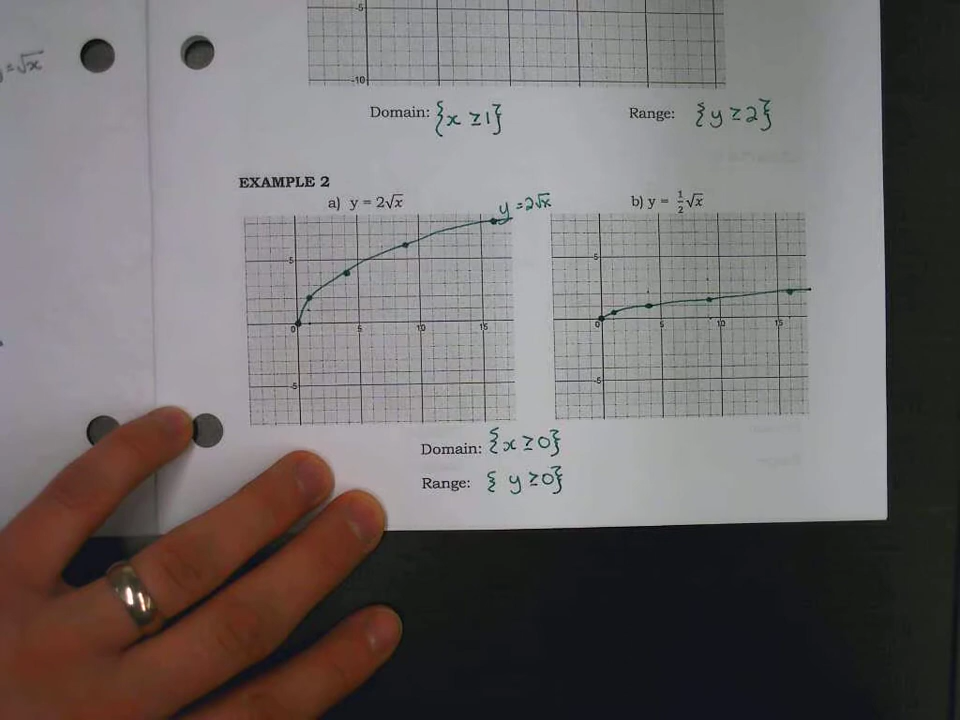 -5
-10
y=√x
Domain: {x ≥1}
Range: {y ≥2}
EXAMPLE 2
a) y = 2√x
y=2√x
b) y = 1/2 √x
5
0 5 10 15
-5
5
0 5 10 15
-5
Domain: {x ≥0}
Range: {y ≥0}